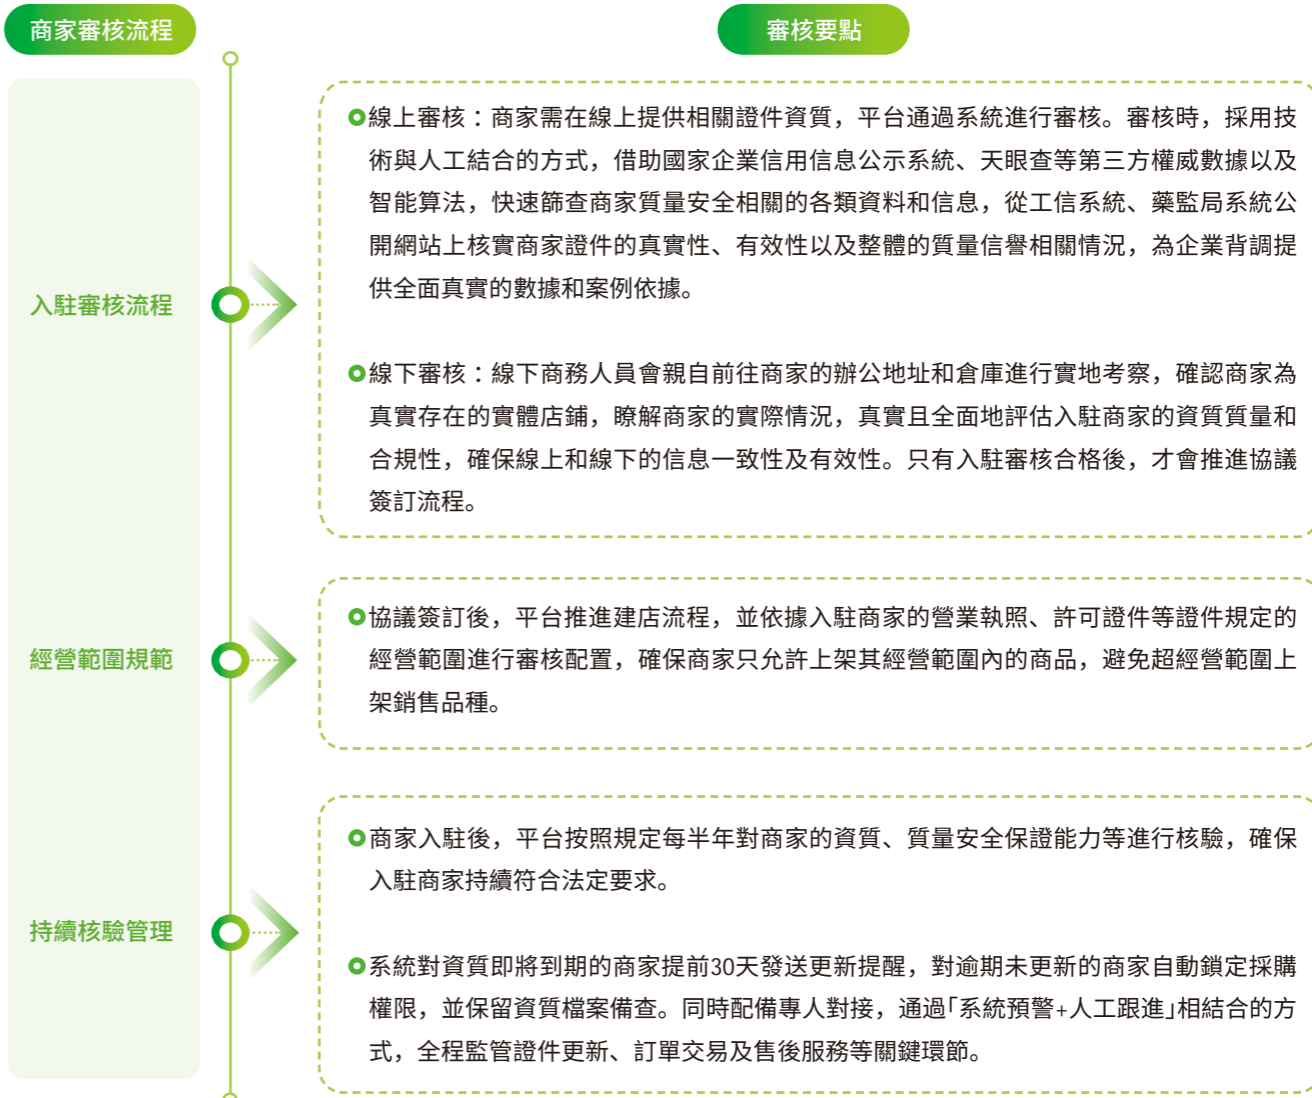 商家審核流程
審核要點
入駐審核流程
線上審核：商家需在線上提供相關證件資質，平台通過系統進行審核。審核時，採用技
術與人工結合的方式，借助國家企業信用信息公示系統、天眼查等第三方權威數據以及
智能算法，快速篩查商家質量安全相關的各類資料和信息，從工信系統、藥監局系統公
開網站上核實商家證件的真實性、有效性以及整體的質量信譽相關情況，為企業背調提
供全面真實的數據和案例依據。
線下審核：線下商務人員會親自前往商家的辦公地址和倉庫進行實地考察，確認商家為
真實存在的實體店鋪，瞭解商家的實際情況，真實且全面地評估入駐商家的資質質量和
合規性，確保線上和線下的信息一致性及有效性。只有入駐審核合格後，才會推進協議
簽訂流程。
經營範圍規範
協議簽訂後，平台推進建店流程，並依據入駐商家的營業執照、許可證件等證件規定的
經營範圍進行審核配置，確保商家只允許上架其經營範圍內的商品，避免超經營範圍上
架銷售品種。
持續核驗管理
商家入駐後，平台按照規定每半年對商家的資質、質量安全保證能力等進行核驗，確保
入駐商家持續符合法定要求。
系統對資質即將到期的商家提前30天發送更新提醒，對逾期未更新的商家自動鎖定採購
權限，並保留資質檔案備查。同時配備專人對接，通過「系統預警+人工跟進」相結合的方
式，全程監管證件更新、訂單交易及售後服務等關鍵環節。